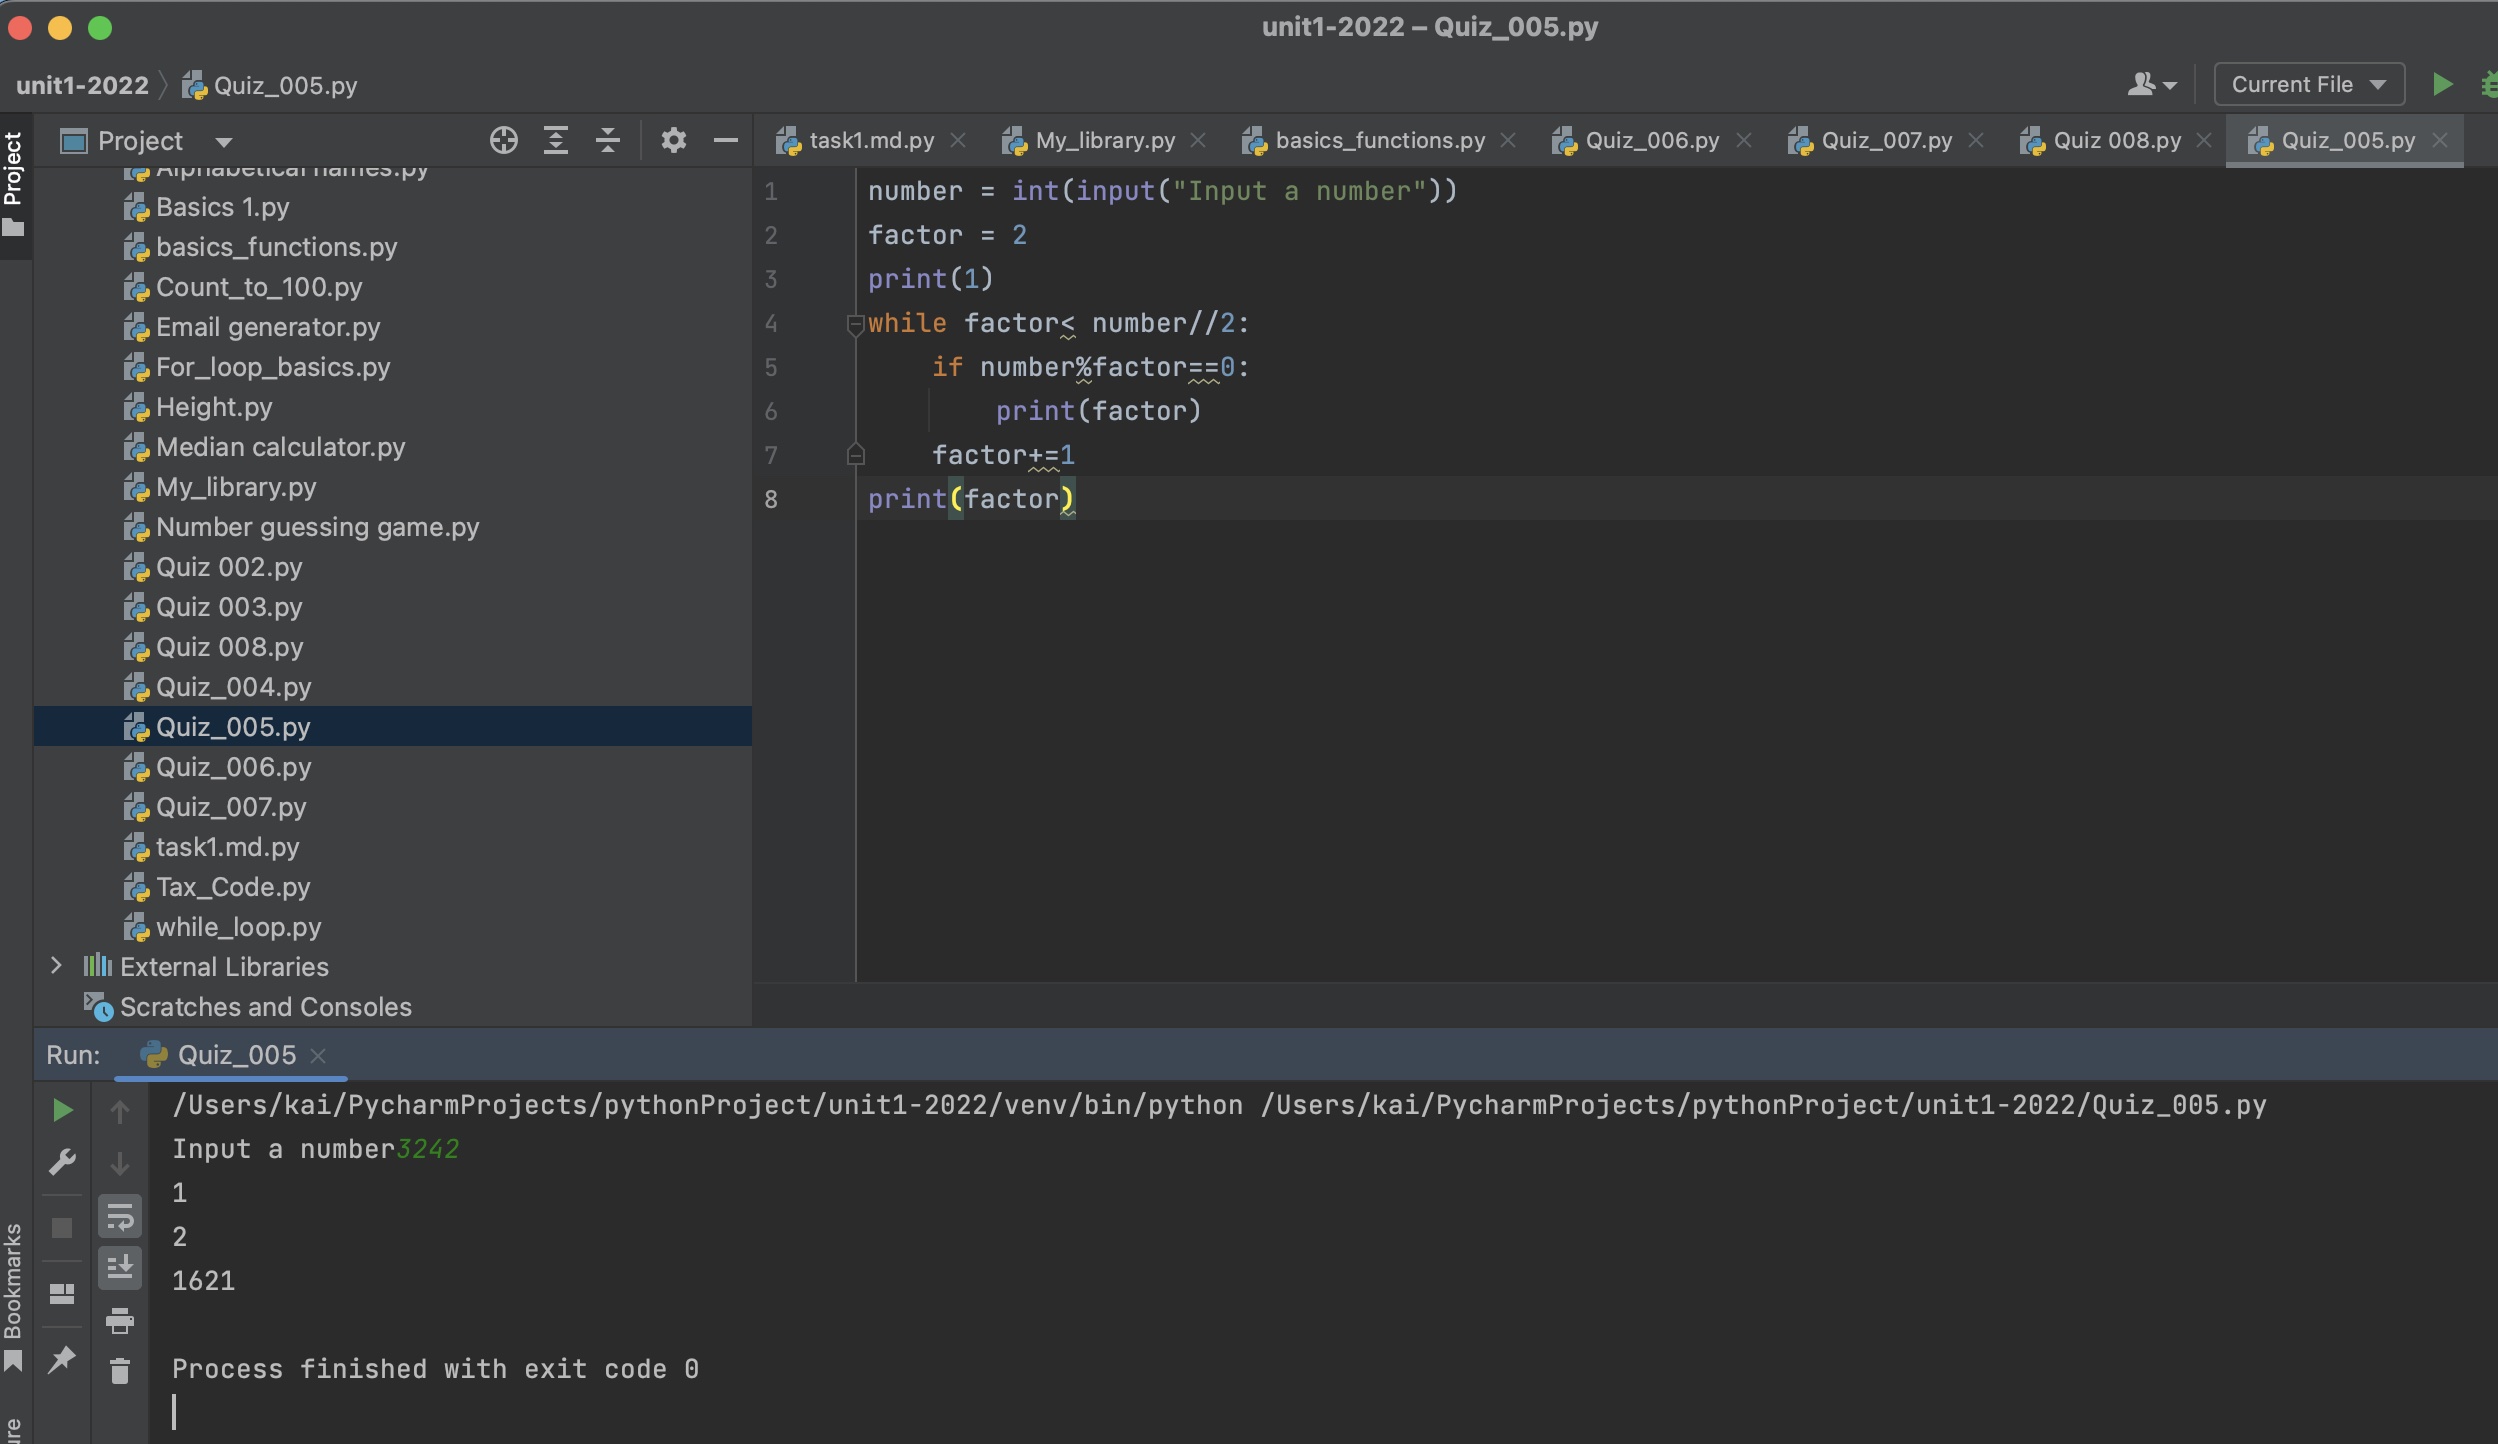 unit1-2022 – Quiz_005.py
unit1-2022 Quiz_005.py
Current File
Project
Project
task1.md.py
My_library.py
basics_functions.py
Quiz_006.py
Quiz_007.py
Quiz 008.py
Quiz_005.py
Alphabetical names.py
Basics 1.py
basics_functions.py
Count_to_100.py
Email generator.py
For_loop_basics.py
Height.py
Median calculator.py
My_library.py
Number guessing game.py
Quiz 002.py
Quiz 003.py
Quiz 008.py
Quiz_004.py
Quiz_005.py
Quiz_006.py
Quiz_007.py
task1.md.py
Tax_Code.py
while_loop.py
External Libraries
Scratches and Consoles
1 number = int(input("Input a number"))
2 factor = 2
3 print(1)
4 while factor< number//2:
5 if number%factor==0:
6 print(factor)
7 factor+=1
8 print(factor)
Run: Quiz_005
/Users/kai/PycharmProjects/pythonProject/unit1-2022/venv/bin/python /Users/kai/PycharmProjects/pythonProject/unit1-2022/Quiz_005.py
Input a number3242
1
2
1621
Process finished with exit code 0
Bookmarks